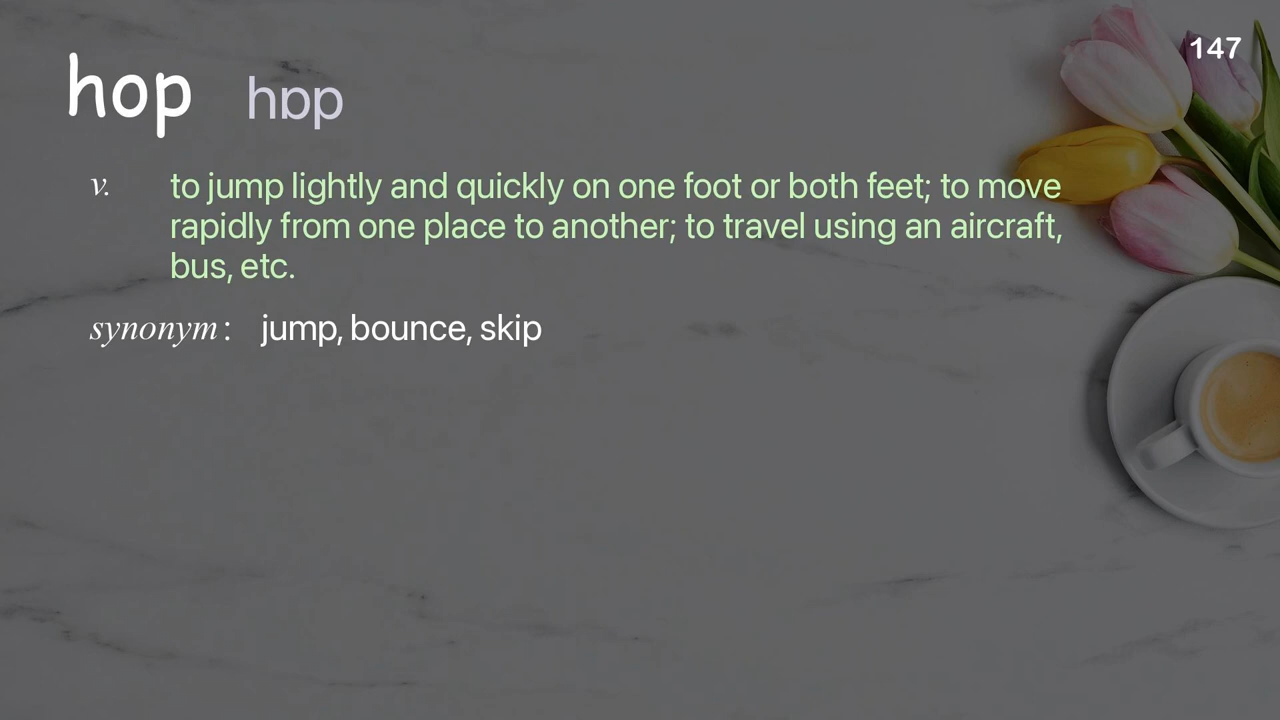 147
hop hɒp
v. to jump lightly and quickly on one foot or both feet; to move
rapidly from one place to another; to travel using an aircraft,
bus, etc.
synonym : jump, bounce, skip